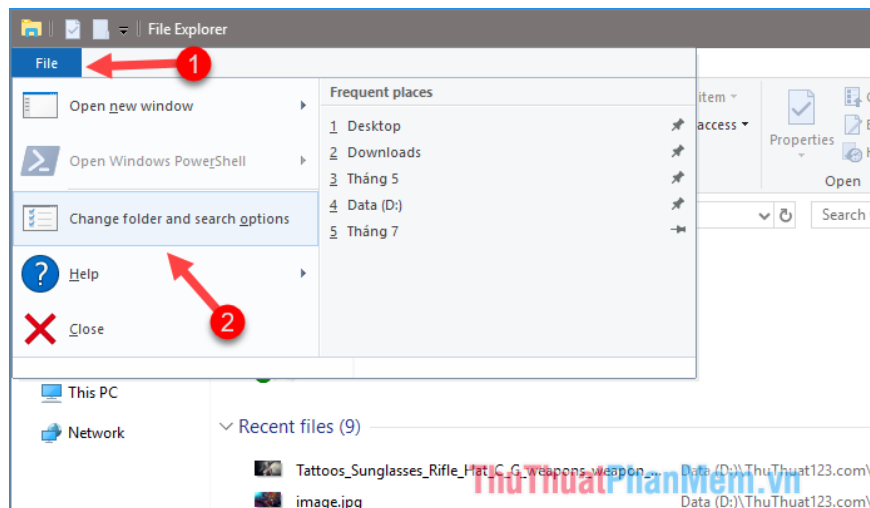 File Explorer
File
1
Open new window
Open Windows PowerShell
Change folder and search options
2
Help
Close
Frequent places
1 Desktop
2 Downloads
3 Tháng 5
4 Data (D:)
5 Tháng 7
item
access
Properties
Open
Search
This PC
Network
Recent files (9)
Tattoos_Sunglasses_Rifle_Hat_C_G_weapons_weapon_... Data (D:)\ThuThuat123.com\
ThuThuatPhanMem.vn
image.jpg Data (D:)\ThuThuat123.com\